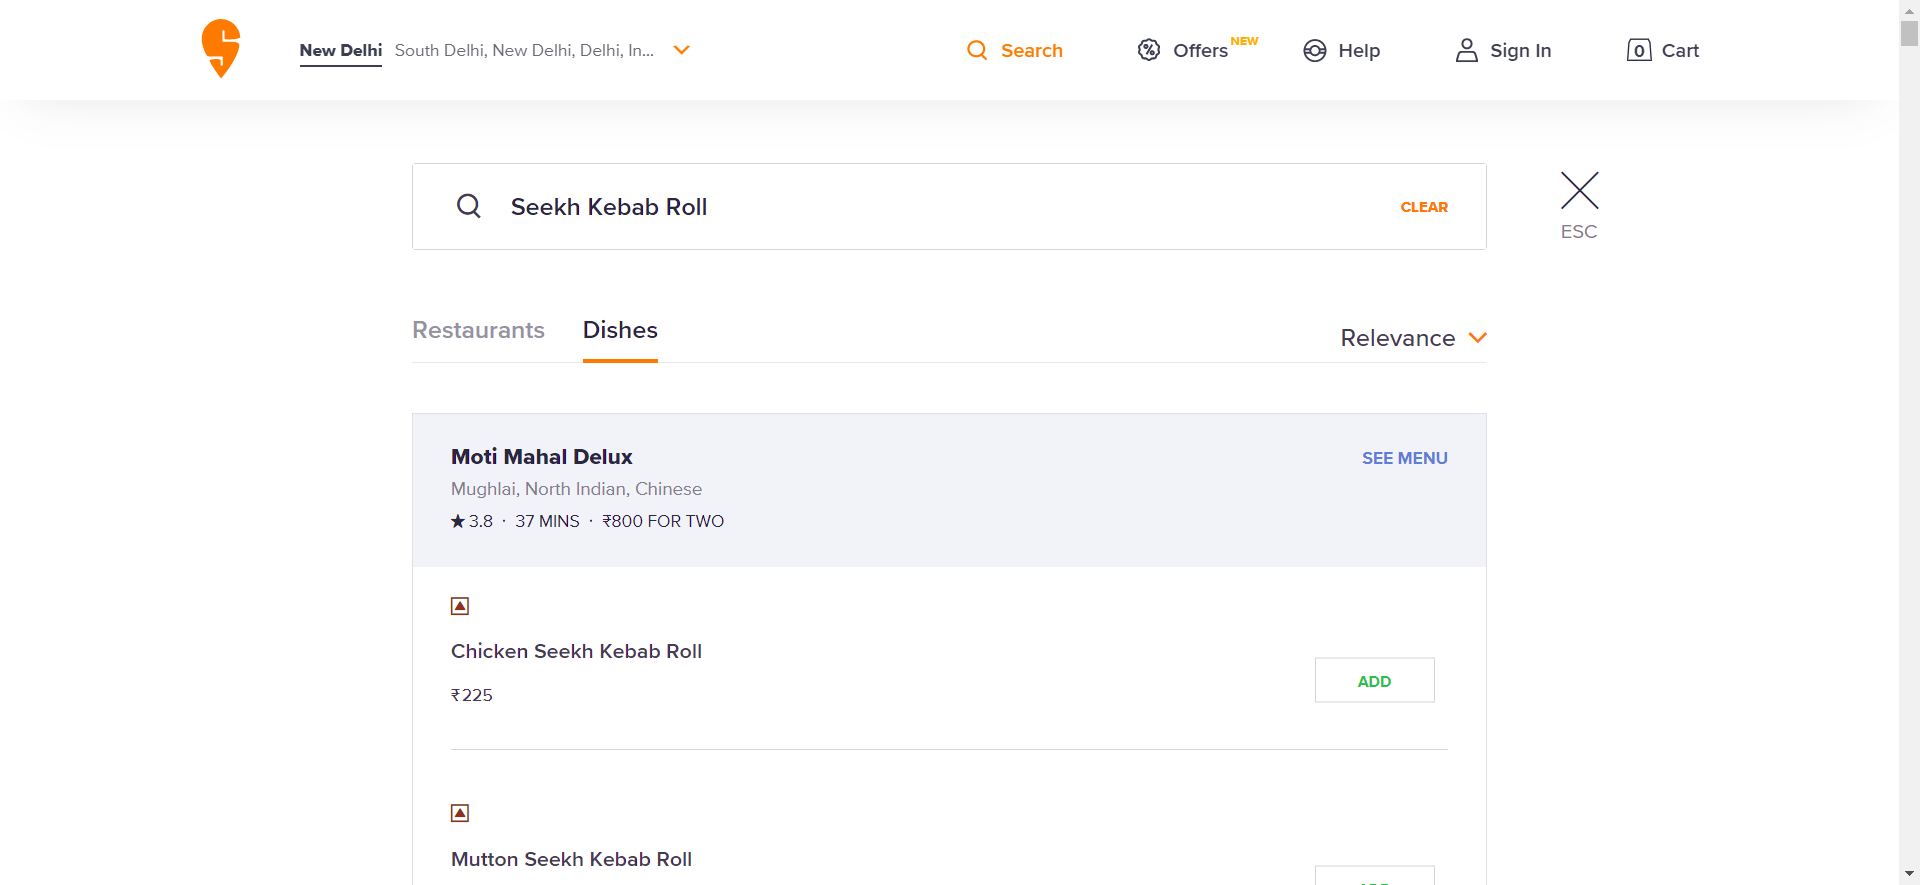 New Delhi South Delhi, New Delhi, Delhi, In...
Search
Offers NEW
Help
Sign In
0 Cart
Seekh Kebab Roll
CLEAR
ESC
Restaurants
Dishes
Relevance
Moti Mahal Delux
SEE MENU
Mughlai, North Indian, Chinese
★ 3.8 · 37 MINS · ₹800 FOR TWO
Chicken Seekh Kebab Roll
₹225
ADD
Mutton Seekh Kebab Roll